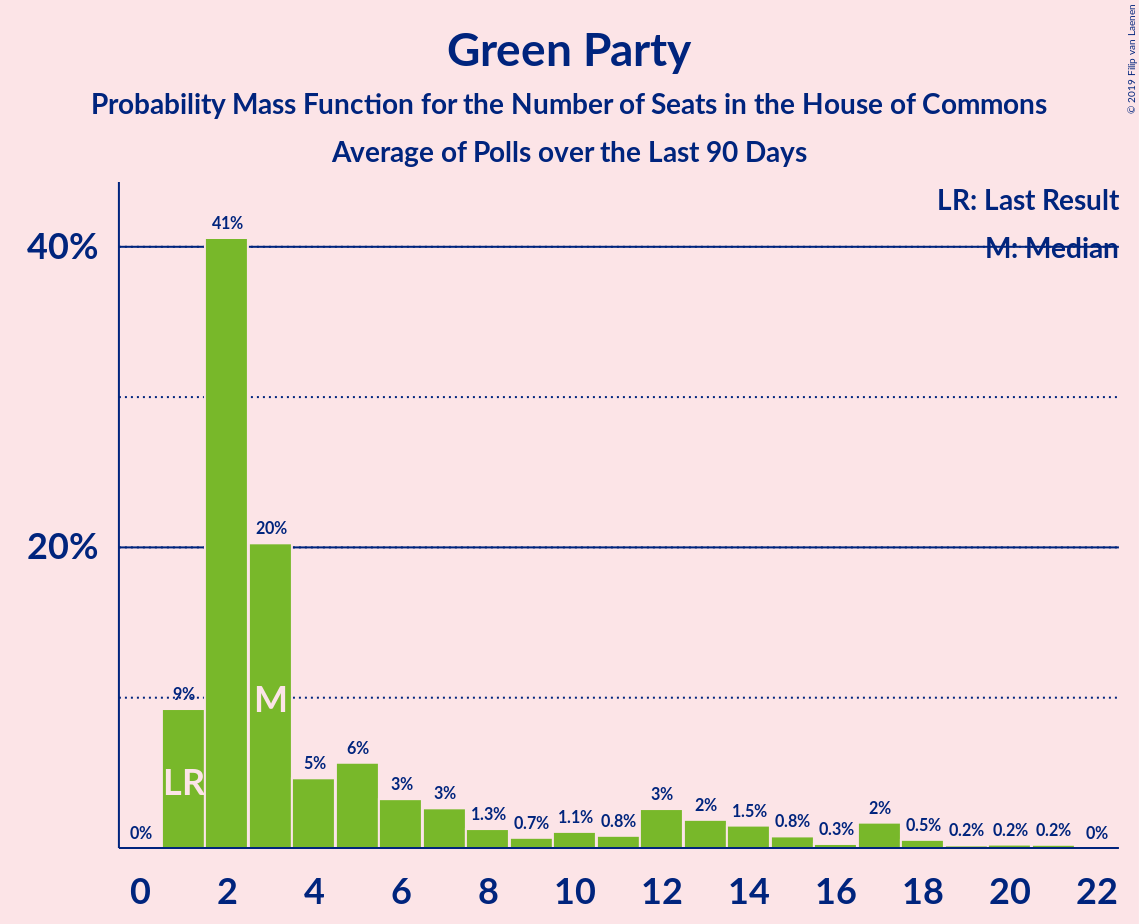 Green Party
Probability Mass Function for the Number of Seats in the House of Commons
Average of Polls over the Last 90 Days
© 2019 Filip van Laenen
LR: Last Result
M: Median
40%
20%
0%
9%
41%
20%
5%
6%
3%
3%
1.3%
0.7%
1.1%
0.8%
3%
2%
1.5%
0.8%
0.3%
2%
0.5%
0.2%
0.2%
0.2%
0%
LR
M
0 2 4 6 8 10 12 14 16 18 20 22